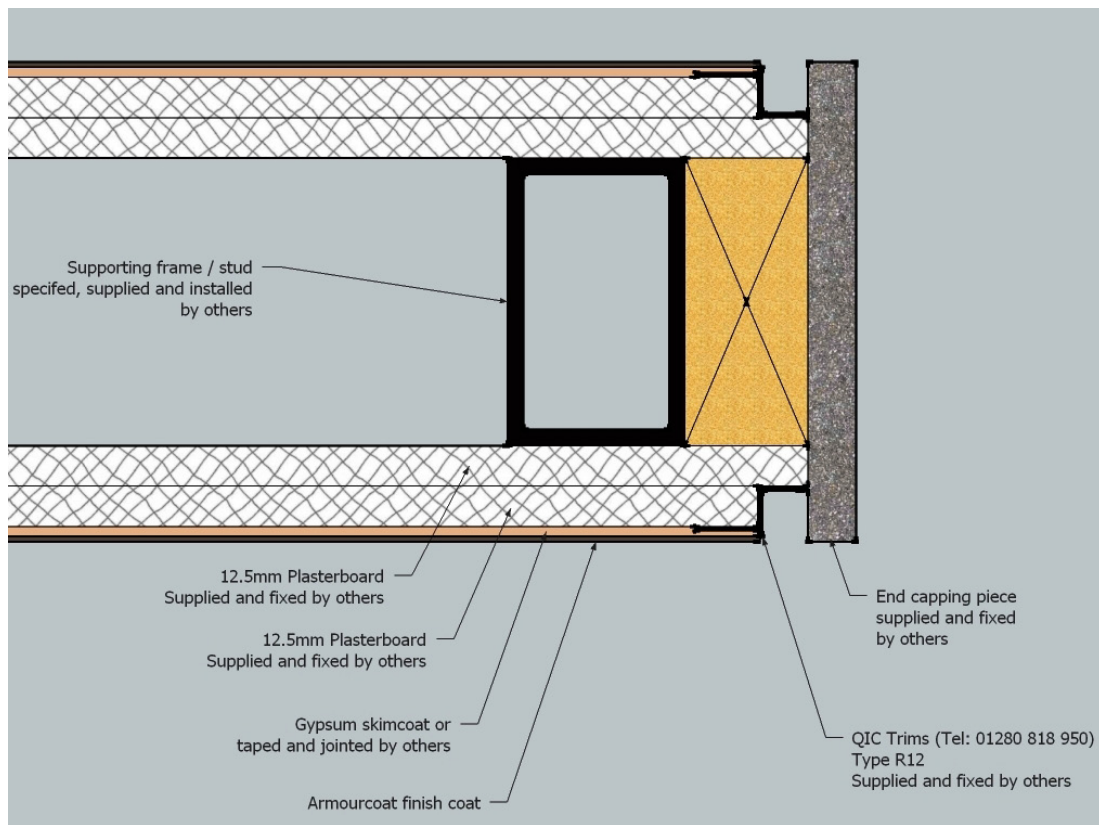 Supporting frame / stud
specifed, supplied and installed
by others
12.5mm Plasterboard
Supplied and fixed by others
12.5mm Plasterboard
Supplied and fixed by others
Gypsum skimcoat or
taped and jointed by others
Armourcoat finish coat
End capping piece
supplied and fixed
by others
QIC Trims (Tel: 01280 818 950)
Type R12
Supplied and fixed by others